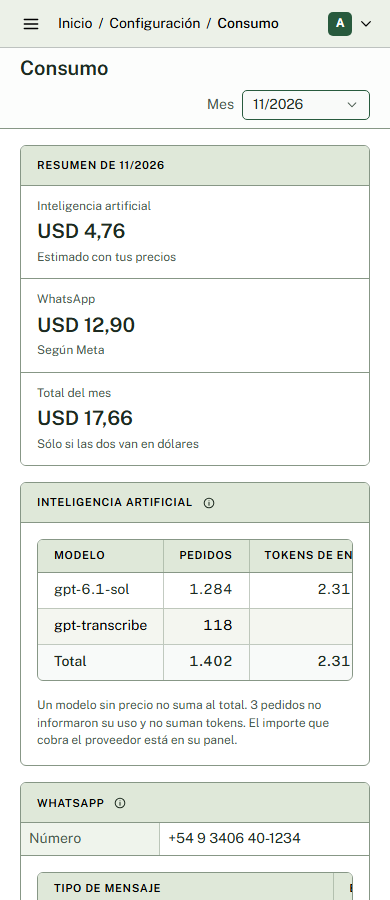 Inicio / Configuración / Consumo
A
Consumo
Mes 11/2026
RESUMEN DE 11/2026
Inteligencia artificial
USD 4,76
Estimado con tus precios
WhatsApp
USD 12,90
Según Meta
Total del mes
USD 17,66
Sólo si las dos van en dólares
INTELIGENCIA ARTIFICIAL
MODELO PEDIDOS TOKENS DE EN
gpt-6.1-sol 1.284 2.31
gpt-transcribe 118
Total 1.402 2.31
Un modelo sin precio no suma al total. 3 pedidos no
informaron su uso y no suman tokens. El importe que
cobra el proveedor está en su panel.
WHATSAPP
Número +54 9 3406 40-1234
TIPO DE MENSAJE